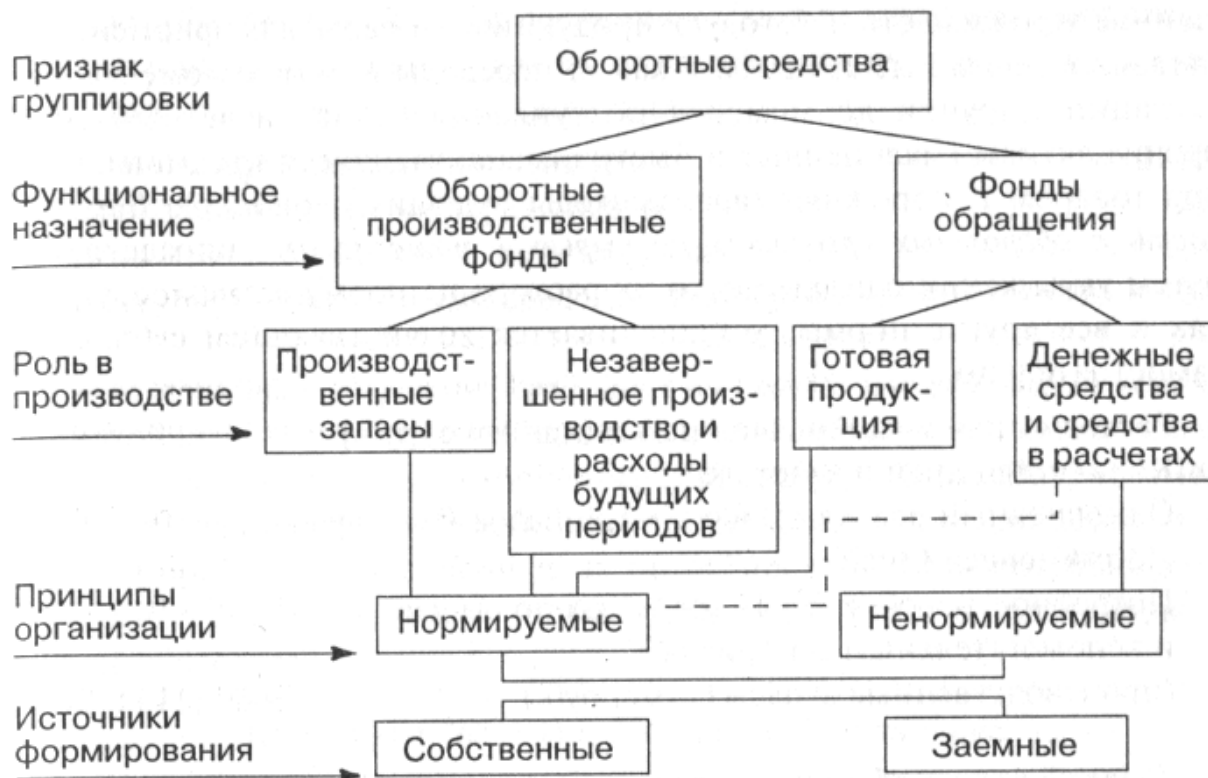 Признак
группировки
Оборотные средства
Функциональное
назначение
Оборотные
производственные
фонды
Фонды
обращения
Роль в
производстве
Производст-
венные
запасы
Незавер-
шенное произ-
водство и
расходы
будущих
периодов
Готовая
продук-
ция
Денежные
средства
и средства
в расчетах
Принципы
организации
Нормируемые
Ненормируемые
Источники
формирования
Собственные
Заемные